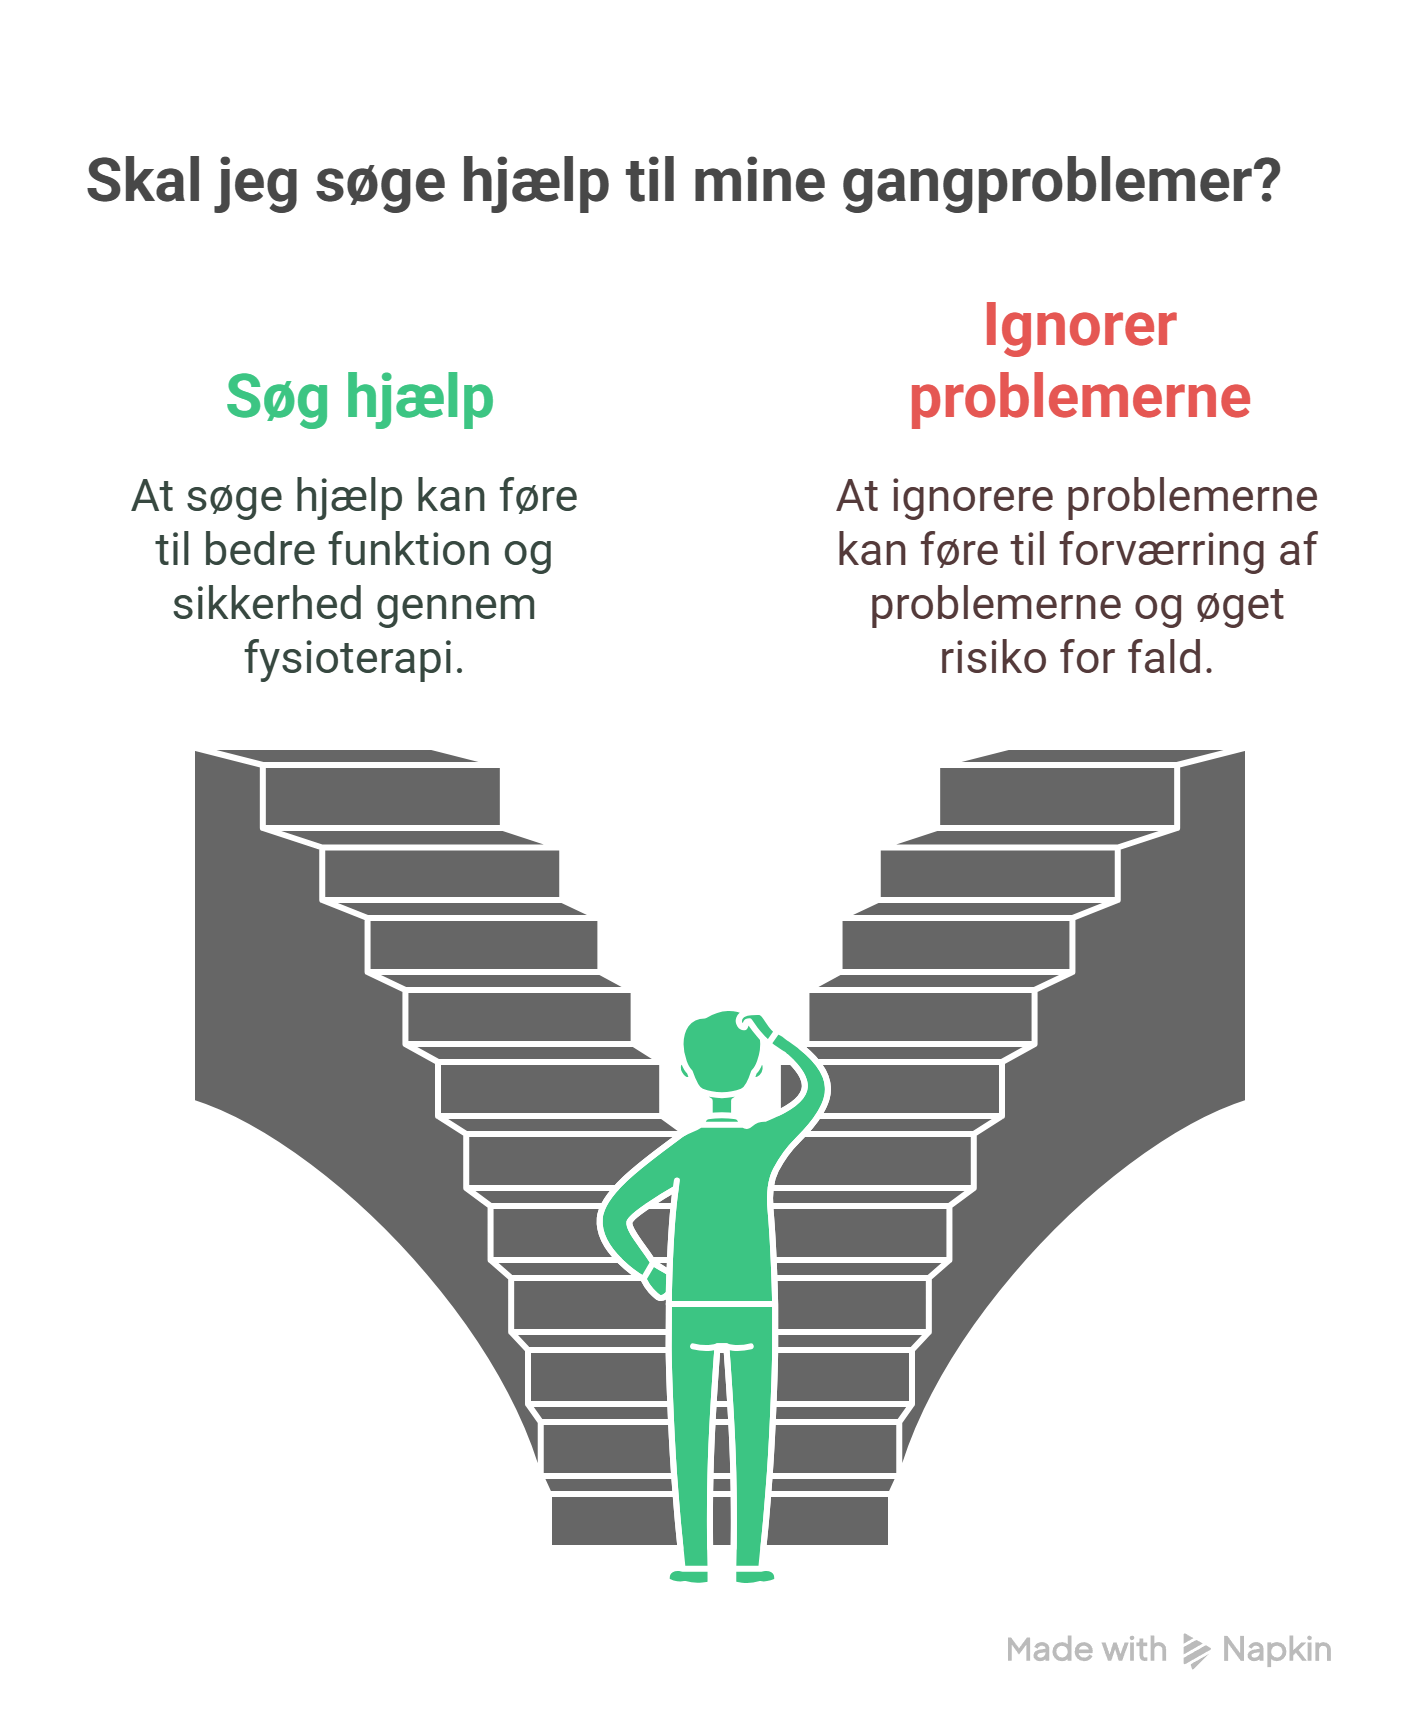 Skal jeg søge hjælp til mine gangproblemer?
Søg hjælp
At søge hjælp kan føre
til bedre funktion og
sikkerhed gennem
fysioterapi.
Ignorer
problemerne
At ignorere problemerne
kan føre til forværring af
problemerne og øget
risiko for fald.
Made with Napkin